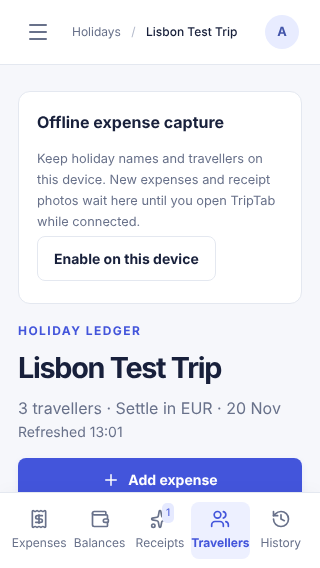 Holidays / Lisbon Test Trip
A
Offline expense capture
Keep holiday names and travellers on
this device. New expenses and receipt
photos wait here until you open TripTab
while connected.
Enable on this device
HOLIDAY LEDGER
Lisbon Test Trip
3 travellers · Settle in EUR · 20 Nov
Refreshed 13:01
+ Add expense
1
Expenses Balances Receipts Travellers History